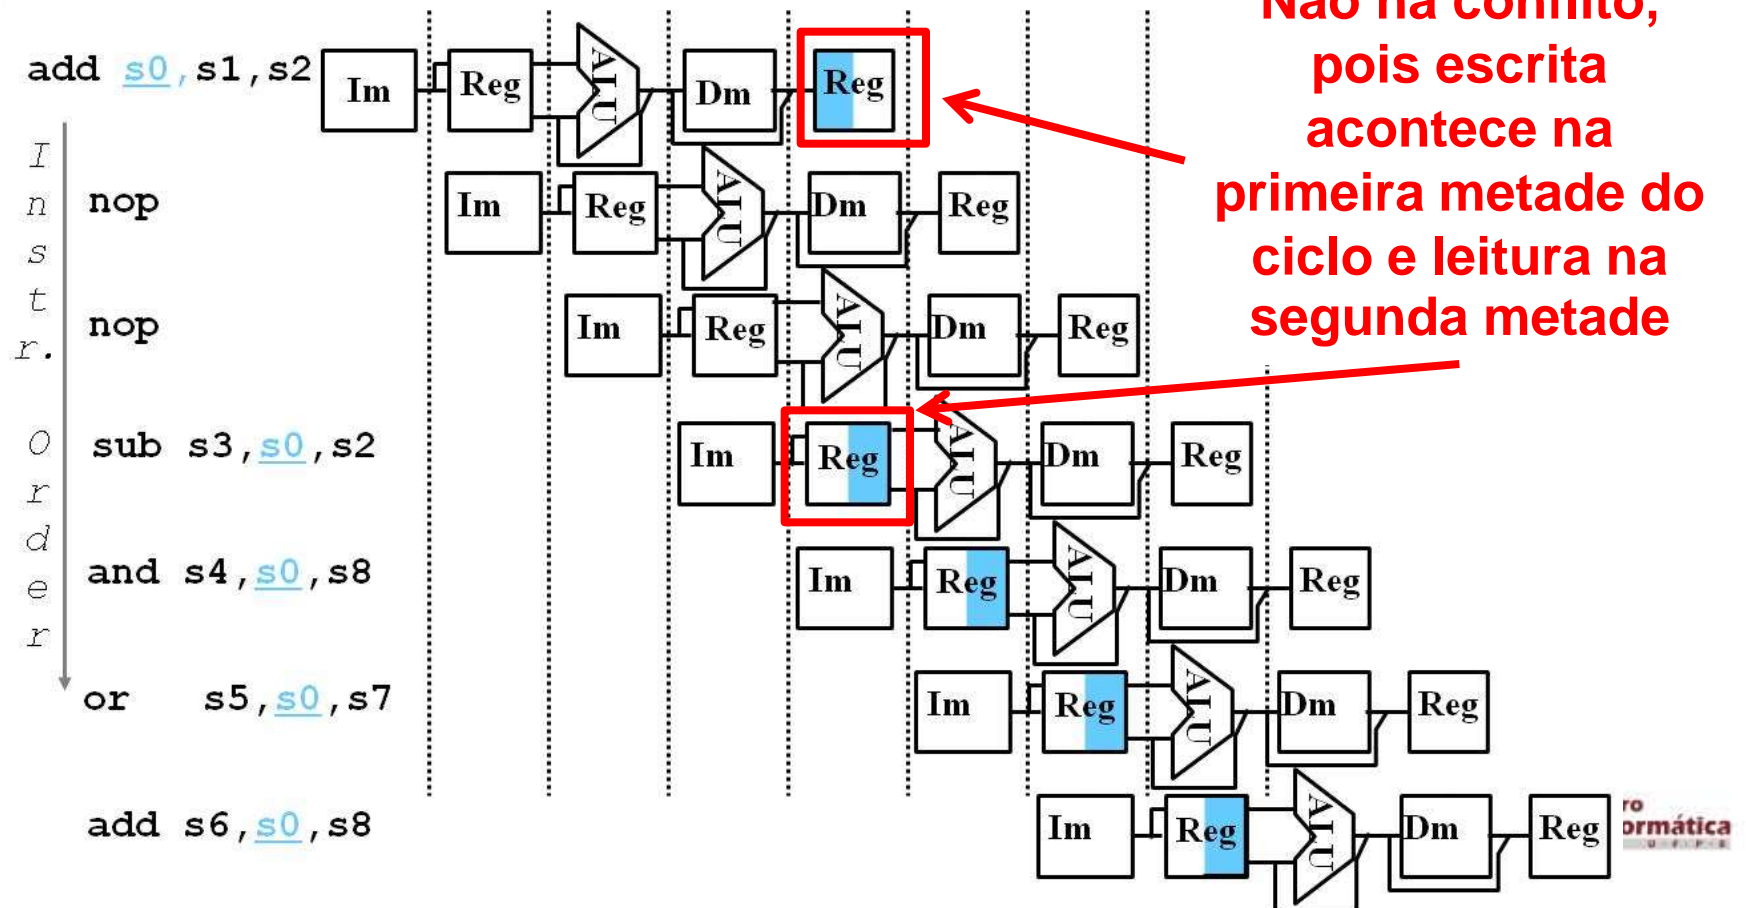 Não há conflito,
pois escrita
acontece na
primeira metade do
ciclo e leitura na
segunda metade
Instr. Order
add s0,s1,s2
Im Reg ALU Dm Reg
nop
Im Reg ALU Dm Reg
nop
Im Reg ALU Dm Reg
sub s3,s0,s2
Im Reg ALU Dm Reg
and s4,s0,s8
Im Reg ALU Dm Reg
or s5,s0,s7
Im Reg ALU Dm Reg
add s6,s0,s8
Im Reg ALU Dm Reg
ro
ormática
UFPE